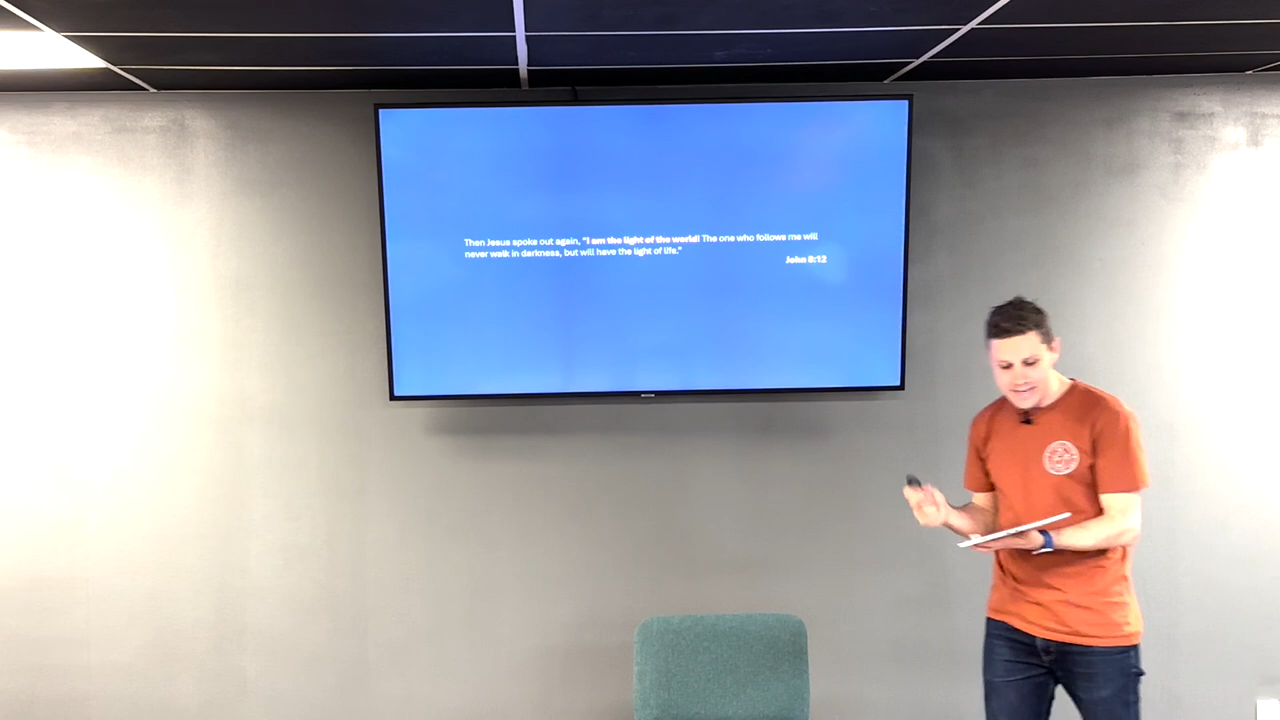 Then Jesus spoke out again, "I am the light of the world! The one who follows me will
never walk in darkness, but will have the light of life."
John 8:12